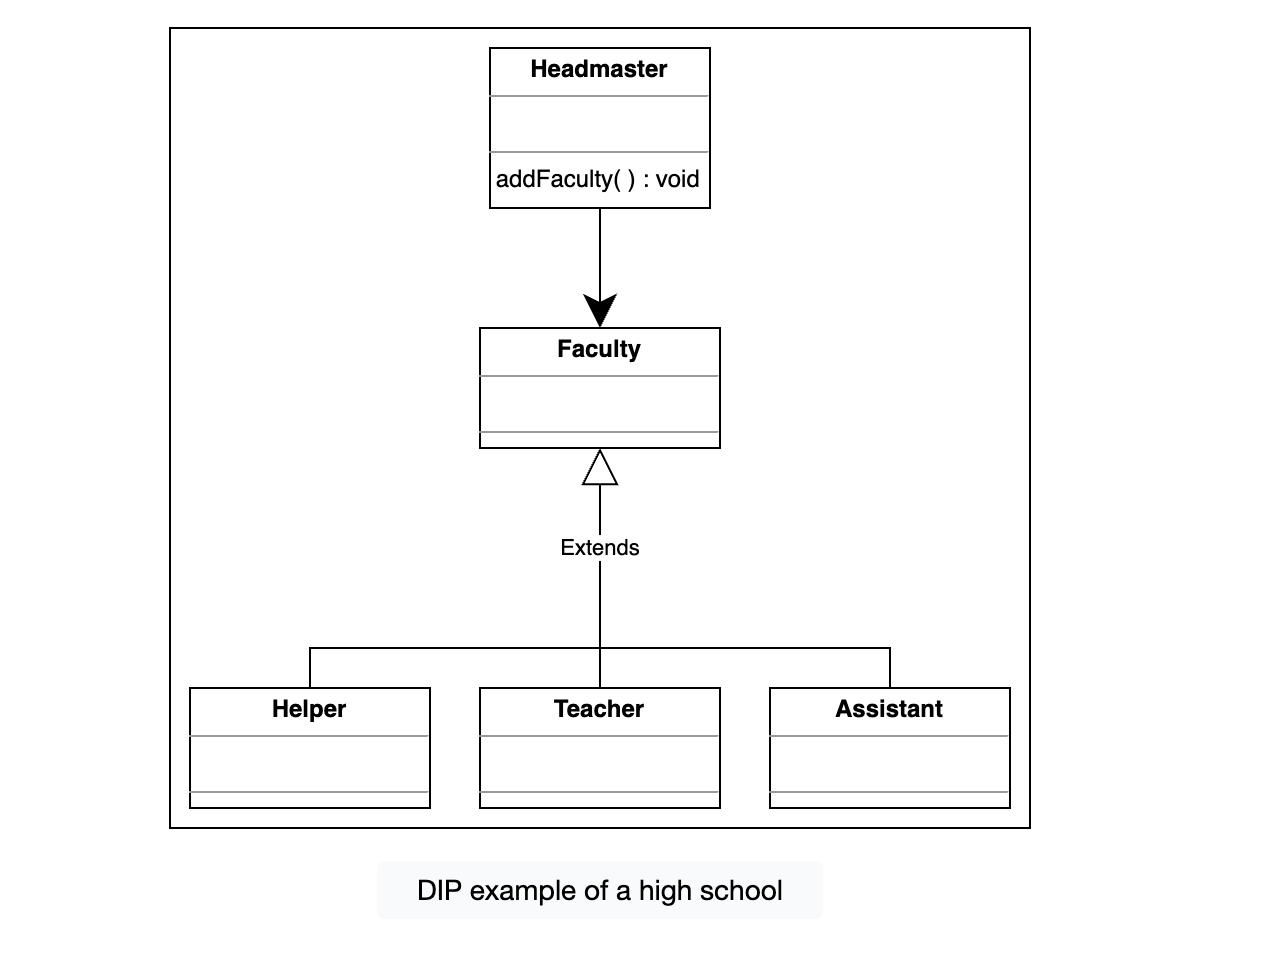 Headmaster
addFaculty( ) : void
Faculty
Extends
Helper
Teacher
Assistant
DIP example of a high school